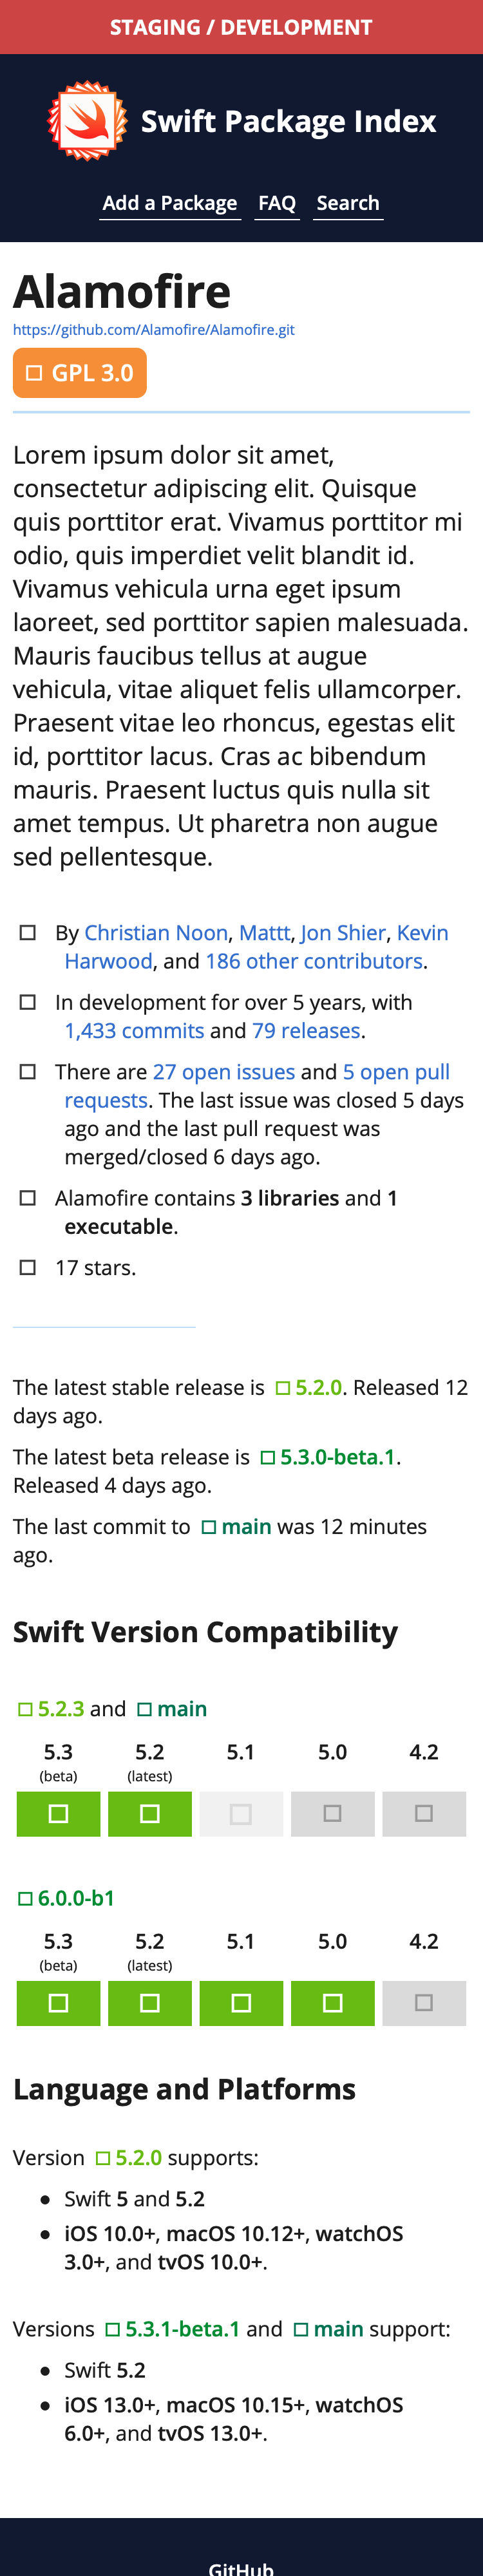 STAGING / DEVELOPMENT
Swift Package Index
Add a Package FAQ Search
Alamofire
https://github.com/Alamofire/Alamofire.git
GPL 3.0
Lorem ipsum dolor sit amet,
consectetur adipiscing elit. Quisque
quis porttitor erat. Vivamus porttitor mi
odio, quis imperdiet velit blandit id.
Vivamus vehicula urna eget ipsum
laoreet, sed porttitor sapien malesuada.
Mauris faucibus tellus at augue
vehicula, vitae aliquet felis ullamcorper.
Praesent vitae leo rhoncus, egestas elit
id, porttitor lacus. Cras ac bibendum
mauris. Praesent luctus quis nulla sit
amet tempus. Ut pharetra non augue
sed pellentesque.
By Christian Noon, Mattt, Jon Shier, Kevin
Harwood, and 186 other contributors.
In development for over 5 years, with
1,433 commits and 79 releases.
There are 27 open issues and 5 open pull
requests. The last issue was closed 5 days
ago and the last pull request was
merged/closed 6 days ago.
Alamofire contains 3 libraries and 1
executable.
17 stars.
The latest stable release is 5.2.0. Released 12
days ago.
The latest beta release is 5.3.0-beta.1.
Released 4 days ago.
The last commit to main was 12 minutes
ago.
Swift Version Compatibility
5.2.3 and main
5.3 5.2 5.1 5.0 4.2
(beta) (latest)
6.0.0-b1
5.3 5.2 5.1 5.0 4.2
(beta) (latest)
Language and Platforms
Version 5.2.0 supports:
• Swift 5 and 5.2
• iOS 10.0+, macOS 10.12+, watchOS
3.0+, and tvOS 10.0+.
Versions 5.3.1-beta.1 and main support:
• Swift 5.2
• iOS 13.0+, macOS 10.15+, watchOS
6.0+, and tvOS 13.0+.
GitHub